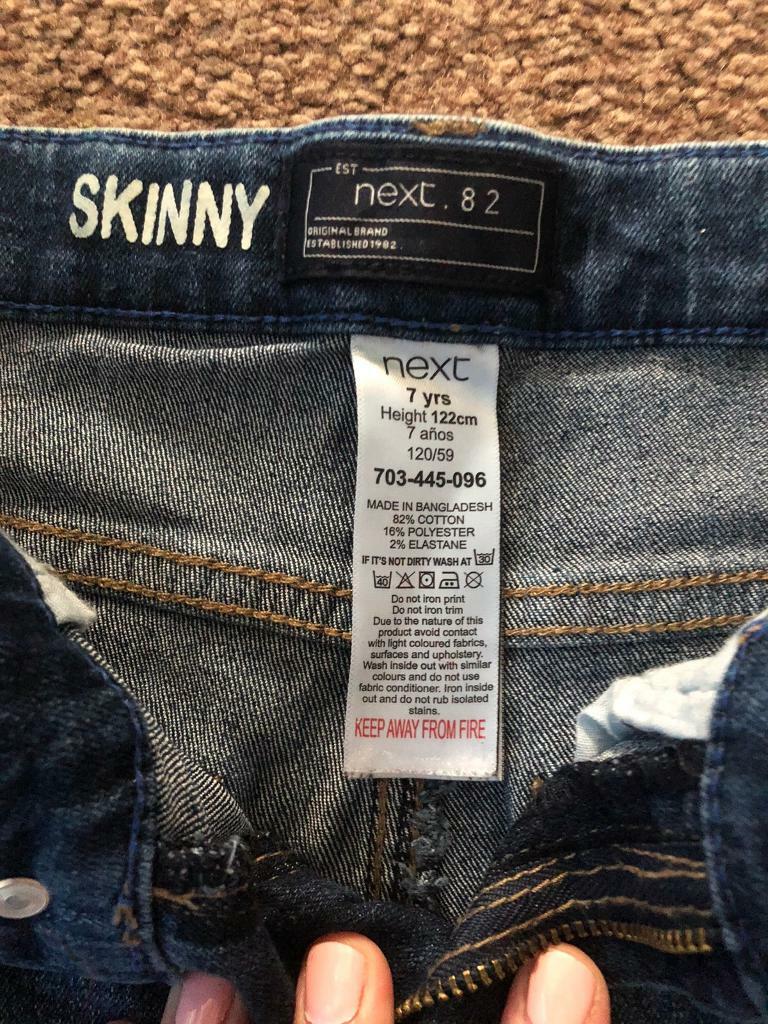 SKINNY
EST
next.82
ORIGINAL BRAND
ESTABLISHED 1982.
next
7 yrs
Height 122cm
7 años
120/59
703-445-096
MADE IN BANGLADESH
82% COTTON
16% POLYESTER
2% ELASTANE
IF IT'S NOT DIRTY WASH AT 30
40
Do not iron print
Do not iron trim
Due to the nature of this
product avoid contact
with light coloured fabrics,
surfaces and upholstery.
Wash inside out with similar
colours and do not use
fabric conditioner. Iron inside
out and do not rub isolated
stains.
KEEP AWAY FROM FIRE